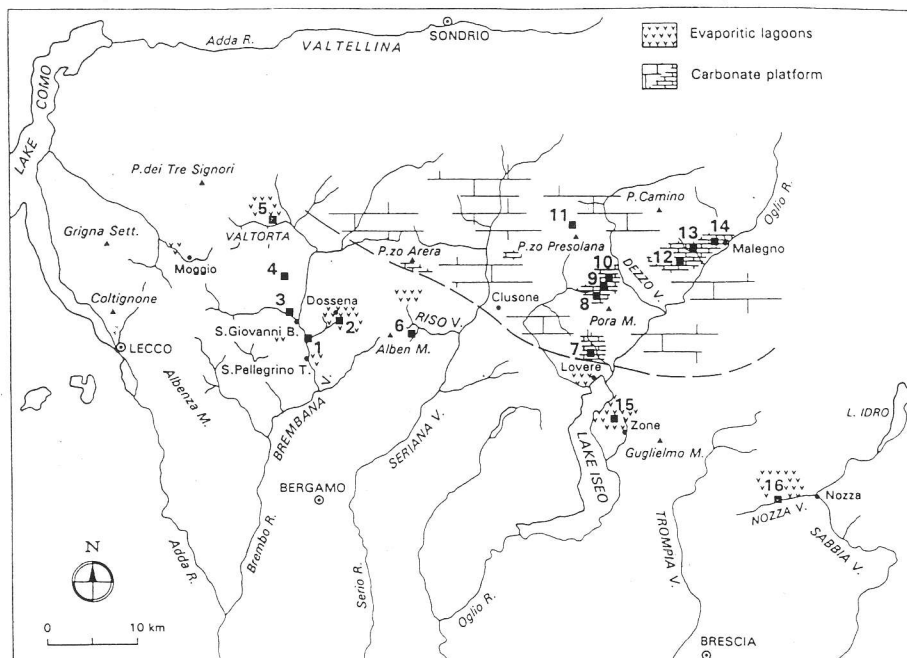 Adda R.
VALTELLINA
SONDRIO
Evaporitic lagoons
Carbonate platform
LAKE COMO
P. dei Tre Signori
Grigna Sett.
Moggio
Coltignone
LECCO
5
VALTORTA
4
3
Dossena
S.Giovanni B.
2
1
S.Pellegrino T.
P.zo Arera
6
RISO V.
Alben M.
Clusone
11
P.zo Presolana
10
9
8
DEZZO V.
Pora M.
7
Lovere
P.Camino
13
14
12
Malegno
Oglio R.
15
Zone
Guglielmo M.
LAKE ISEO
L. IDRO
16
Nozza
NOZZA V.
SABBIA V.
TROMPIA V.
Albenza M.
BREMBANA V.
SERIANA V.
BERGAMO
Adda R.
Brembo R.
Serio R.
Oglio R.
BRESCIA
N
0 10 km